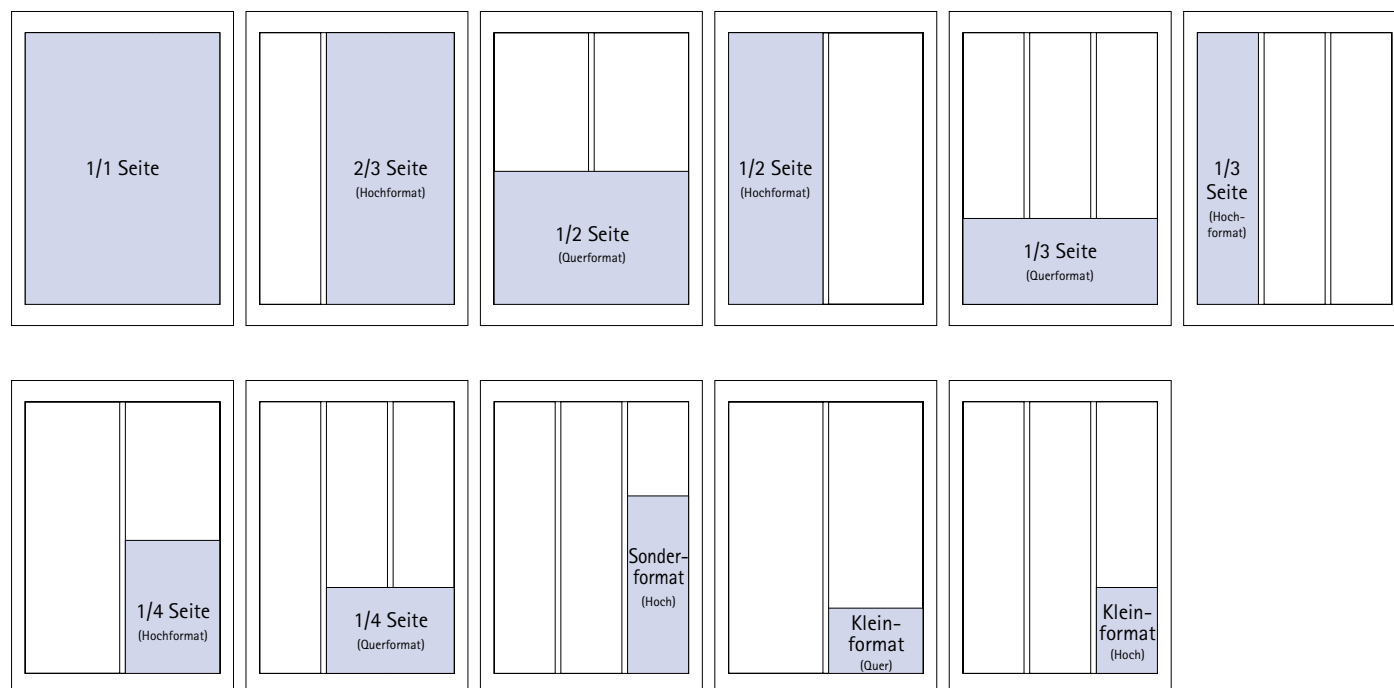 1/1 Seite
2/3 Seite
(Hochformat)
1/2 Seite
(Querformat)
1/2 Seite
(Hochformat)
1/3 Seite
(Querformat)
1/3
Seite
(Hoch-
format)
1/4 Seite
(Hochformat)
1/4 Seite
(Querformat)
Sonder-
format
(Hoch)
Klein-
format
(Quer)
Klein-
format
(Hoch)